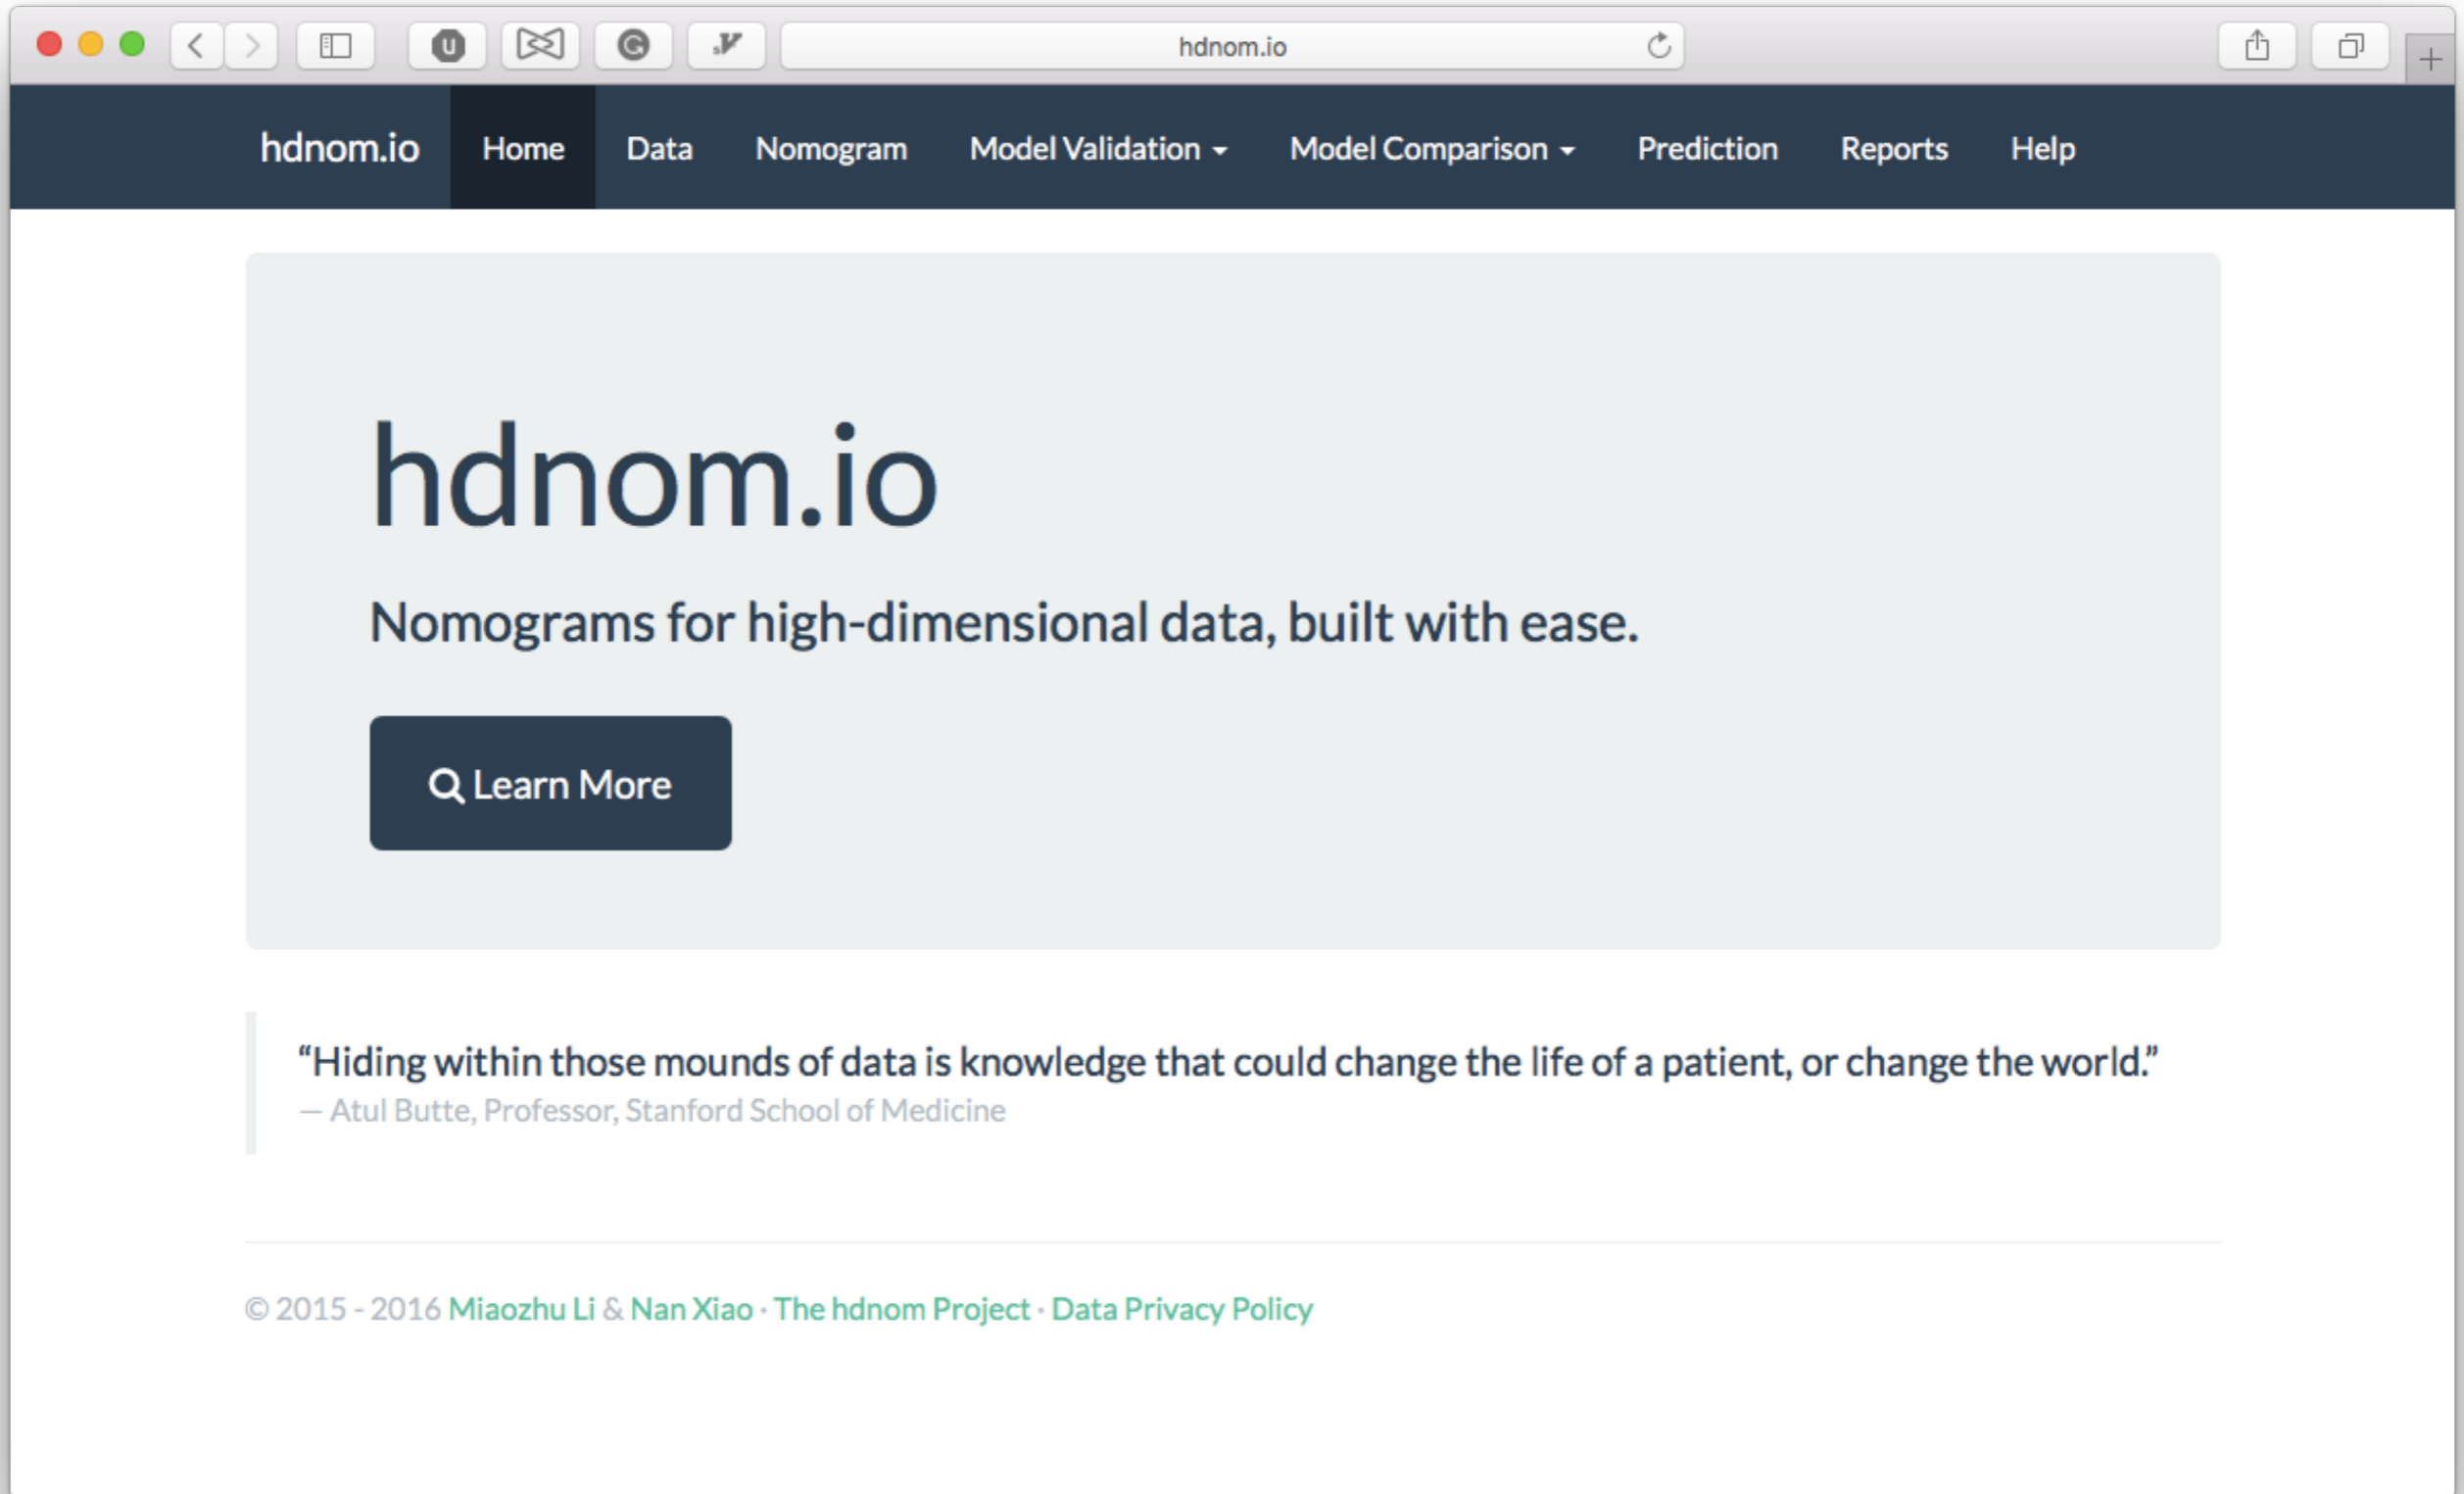 hdnom.io
hdnom.io Home Data Nomogram Model Validation Model Comparison Prediction Reports Help
hdnom.io
Nomograms for high-dimensional data, built with ease.
Learn More
“Hiding within those mounds of data is knowledge that could change the life of a patient, or change the world.”
— Atul Butte, Professor, Stanford School of Medicine
© 2015 - 2016 Miaozhu Li & Nan Xiao · The hdnom Project · Data Privacy Policy